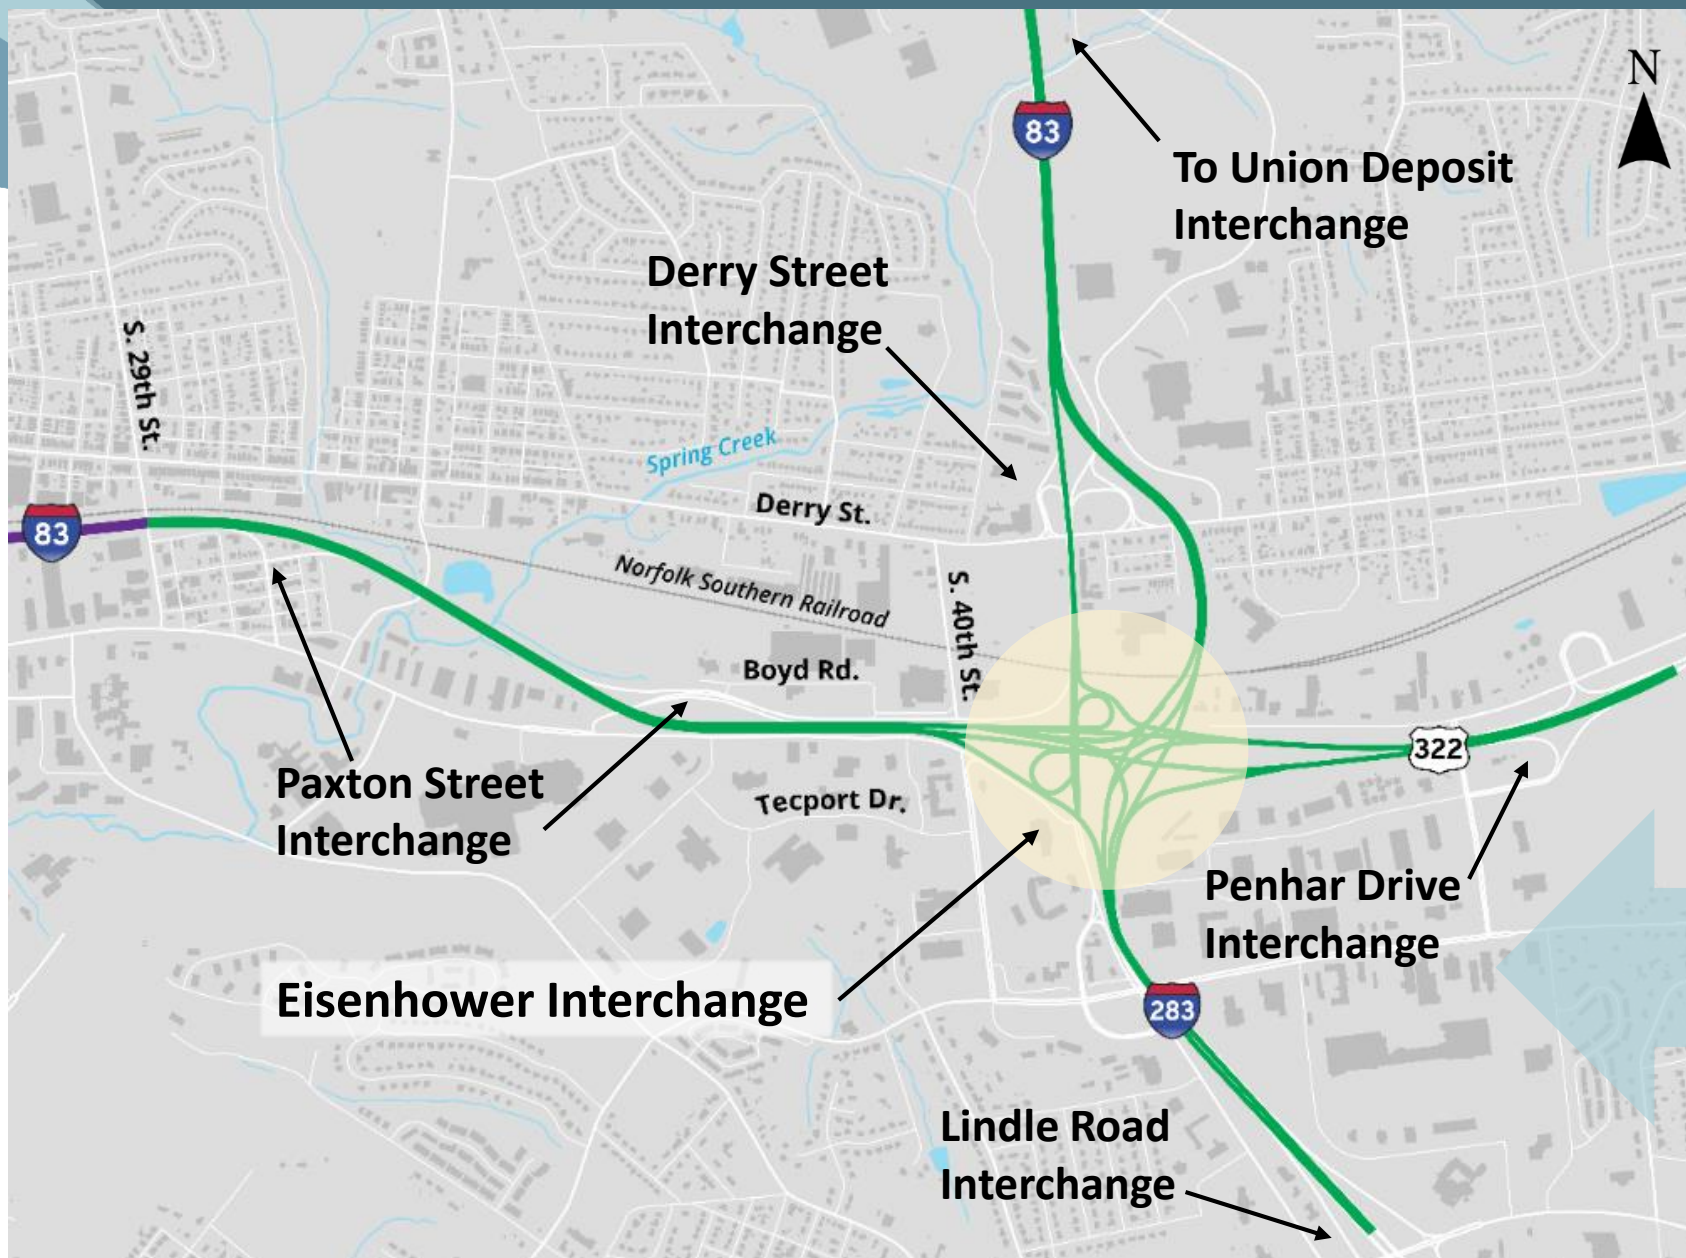 N
83
To Union Deposit
Interchange
Derry Street
Interchange
S. 29th St.
Spring Creek
Derry St.
83
Norfolk Southern Railroad
S. 40th St.
Boyd Rd.
322
Paxton Street
Interchange
Tecport Dr.
Penhar Drive
Interchange
Eisenhower Interchange
283
Lindle Road
Interchange